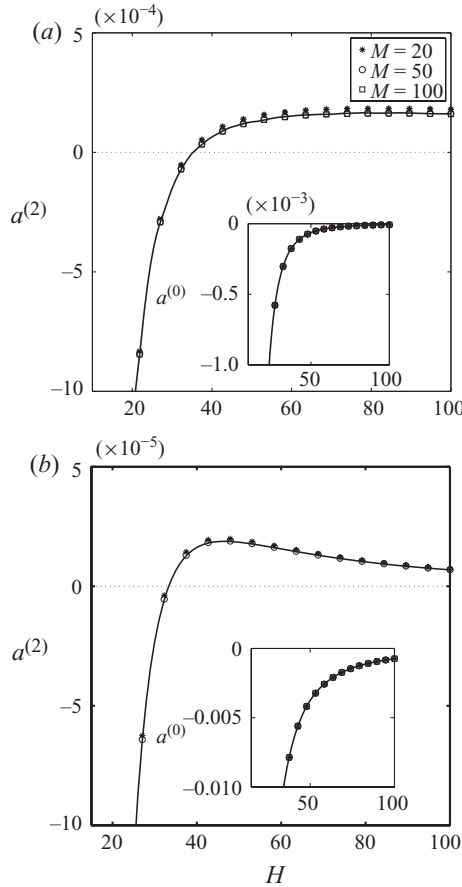 (a)
5 (×10⁻⁴)
M = 20
M = 50
M = 100
0
a⁽²⁾
−5
−10
(×10⁻³)
0
a⁽⁰⁾
−0.5
−1.0
50 100
20 40 60 80 100
(b)
(×10⁻⁵)
5
0
a⁽²⁾
−5
−10
0
a⁽⁰⁾
−0.005
−0.010
50 100
20 40 60 80 100
H